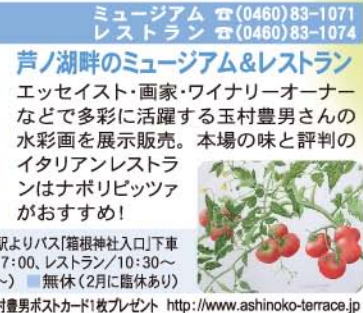 ミュージアム ☎(0460)83-1071
レストラン ☎(0460)83-1074
芦ノ湖畔のミュージアム&レストラン
エッセイスト・画家・ワイナリーオーナー
などで多彩に活躍する玉村豊男さんの
水彩画を展示販売。本場の味と評判の
イタリアンレストラ
ンはナポリピッツァ
がおすすめ!
駅よりバス「箱根神社入口」下車
7:00、レストラン/10:30~
~) ■無休(2月に臨休あり)
村豊男ポストカード1枚プレゼント http://www.ashinoko-terrace.jp